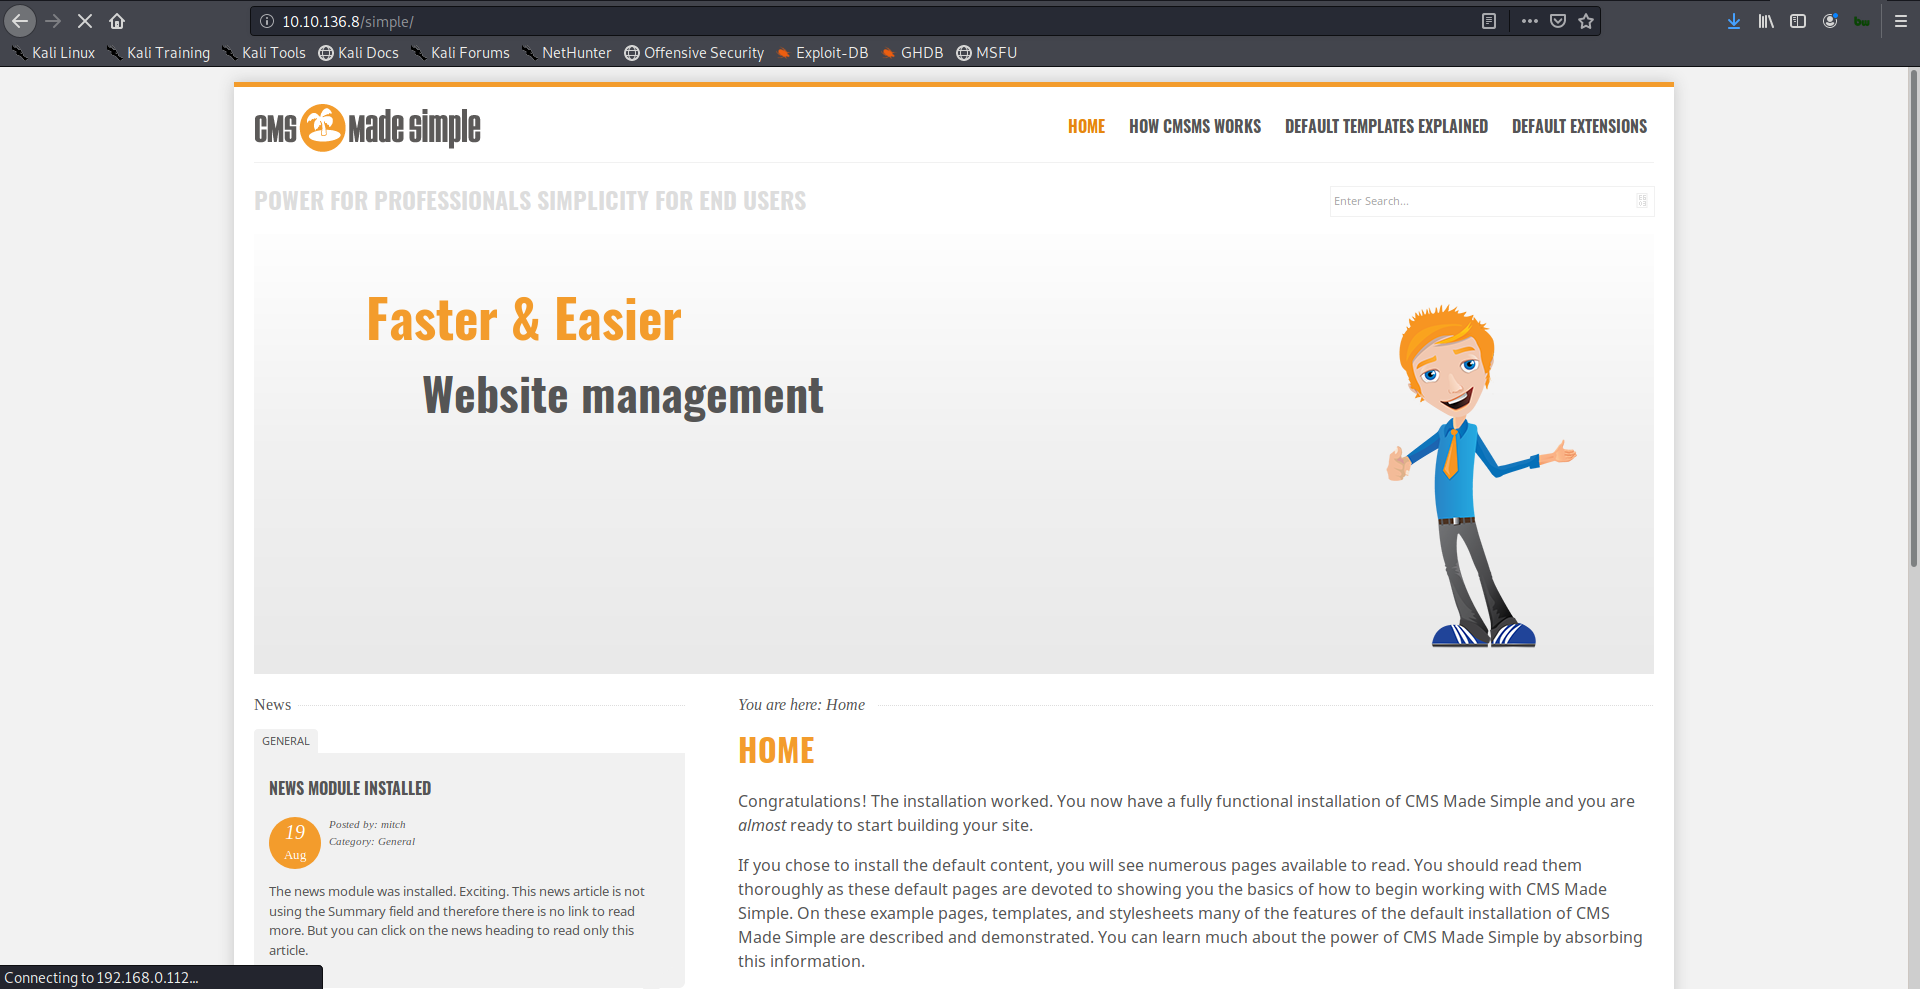 10.10.136.8/simple/
Kali Linux Kali Training Kali Tools Kali Docs Kali Forums NetHunter Offensive Security Exploit-DB GHDB MSFU
CMS Made Simple
HOME HOW CMSMS WORKS DEFAULT TEMPLATES EXPLAINED DEFAULT EXTENSIONS
POWER FOR PROFESSIONALS SIMPLICITY FOR END USERS
Enter Search...
Faster & Easier
Website management
News
GENERAL
NEWS MODULE INSTALLED
19
Aug
Posted by: mitch
Category: General
The news module was installed. Exciting. This news article is not
using the Summary field and therefore there is no link to read
more. But you can click on the news heading to read only this
article.
You are here: Home
HOME
Congratulations! The installation worked. You now have a fully functional installation of CMS Made Simple and you are
almost ready to start building your site.
If you chose to install the default content, you will see numerous pages available to read. You should read them
thoroughly as these default pages are devoted to showing you the basics of how to begin working with CMS Made
Simple. On these example pages, templates, and stylesheets many of the features of the default installation of CMS
Made Simple are described and demonstrated. You can learn much about the power of CMS Made Simple by absorbing
this information.
Connecting to 192.168.0.112...